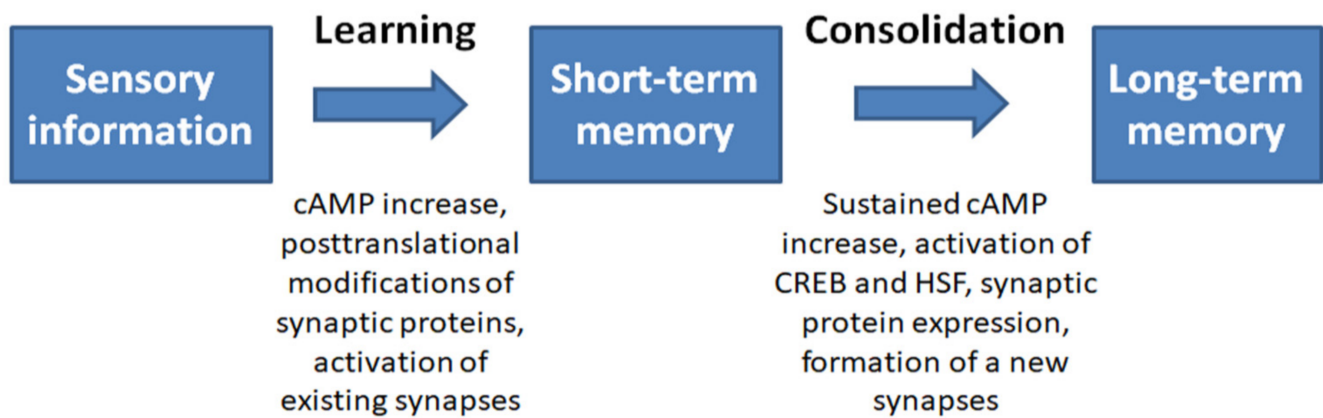 Learning
Consolidation
Sensory
information
Short-term
memory
Long-term
memory
cAMP increase,
posttranslational
modifications of
synaptic proteins,
activation of
existing synapses
Sustained cAMP
increase, activation of
CREB and HSF, synaptic
protein expression,
formation of a new
synapses